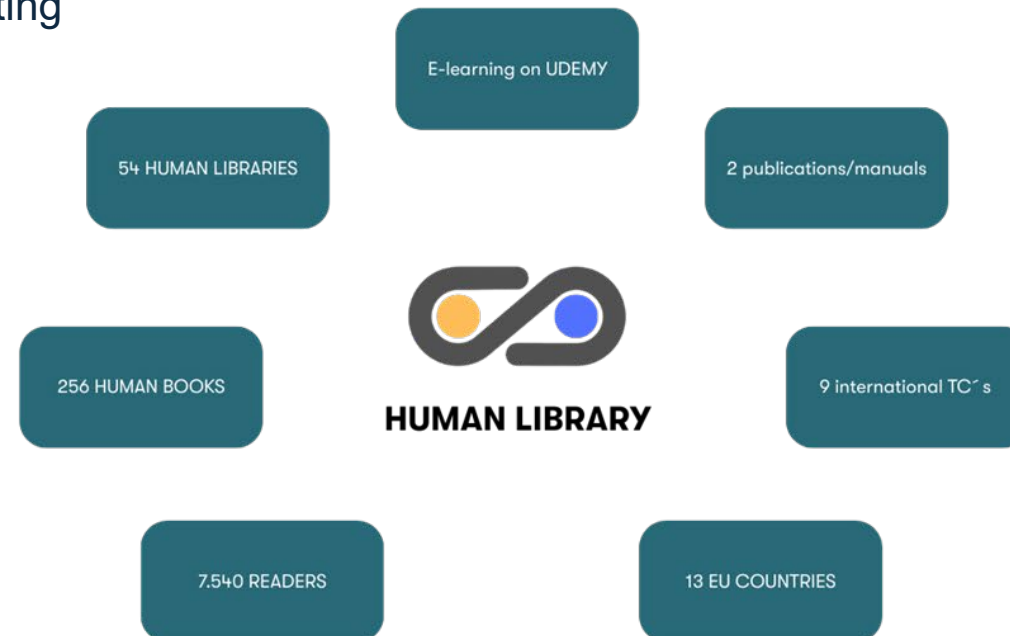 E-learning on UDEMY
54 HUMAN LIBRARIES
2 publications/manuals
HUMAN LIBRARY
256 HUMAN BOOKS
9 international TC´s
7.540 READERS
13 EU COUNTRIES